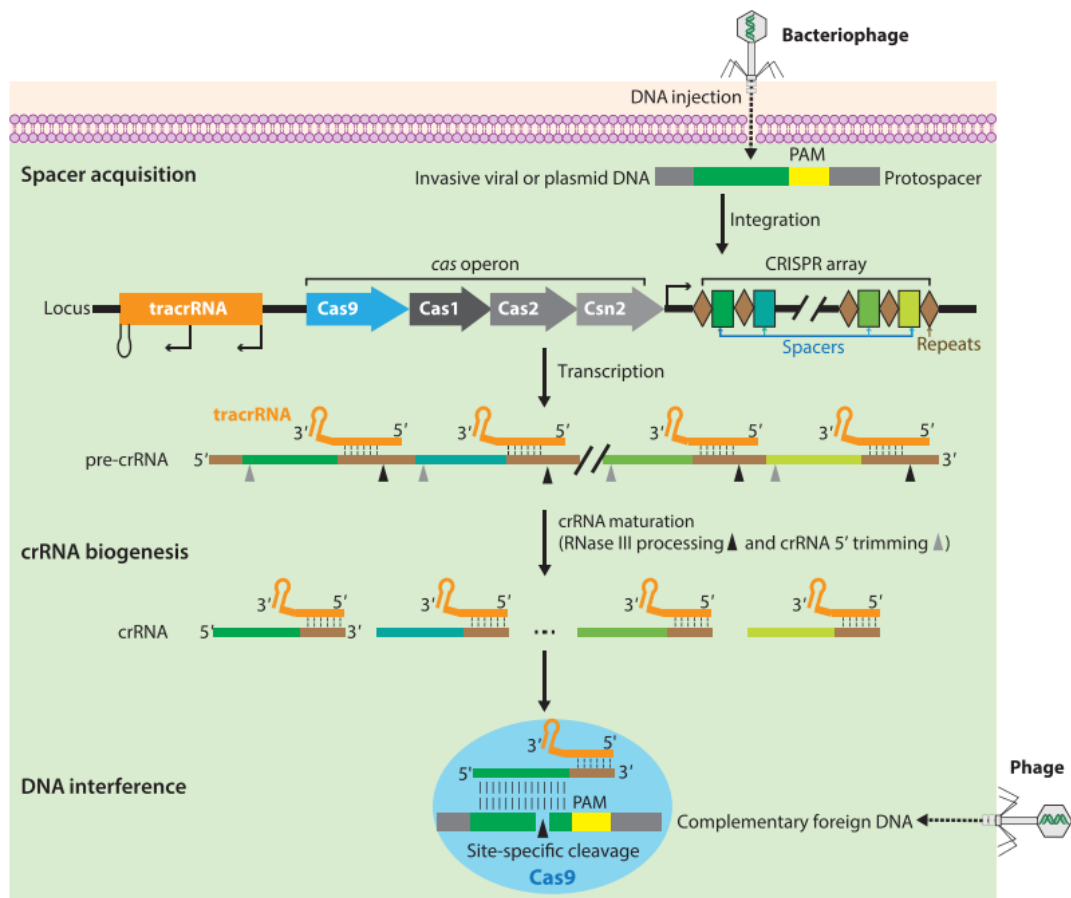 Bacteriophage
DNA injection
Spacer acquisition
PAM
Invasive viral or plasmid DNA
Protospacer
Integration
cas operon
CRISPR array
Locus
tracrRNA
Cas9
Cas1
Cas2
Csn2
Spacers
Repeats
Transcription
tracrRNA
3′ 5′ 3′ 5′ 3′ 5′ 3′ 5′
pre-crRNA 5′ 3′
crRNA maturation
(RNase III processing and crRNA 5′ trimming )
crRNA biogenesis
3′ 5′ 3′ 5′ 3′ 5′ 3′ 5′
crRNA 5′ 3′ ...
3′ 5′
5′ 3′
DNA interference
PAM
Phage
Complementary foreign DNA
Site-specific cleavage
Cas9